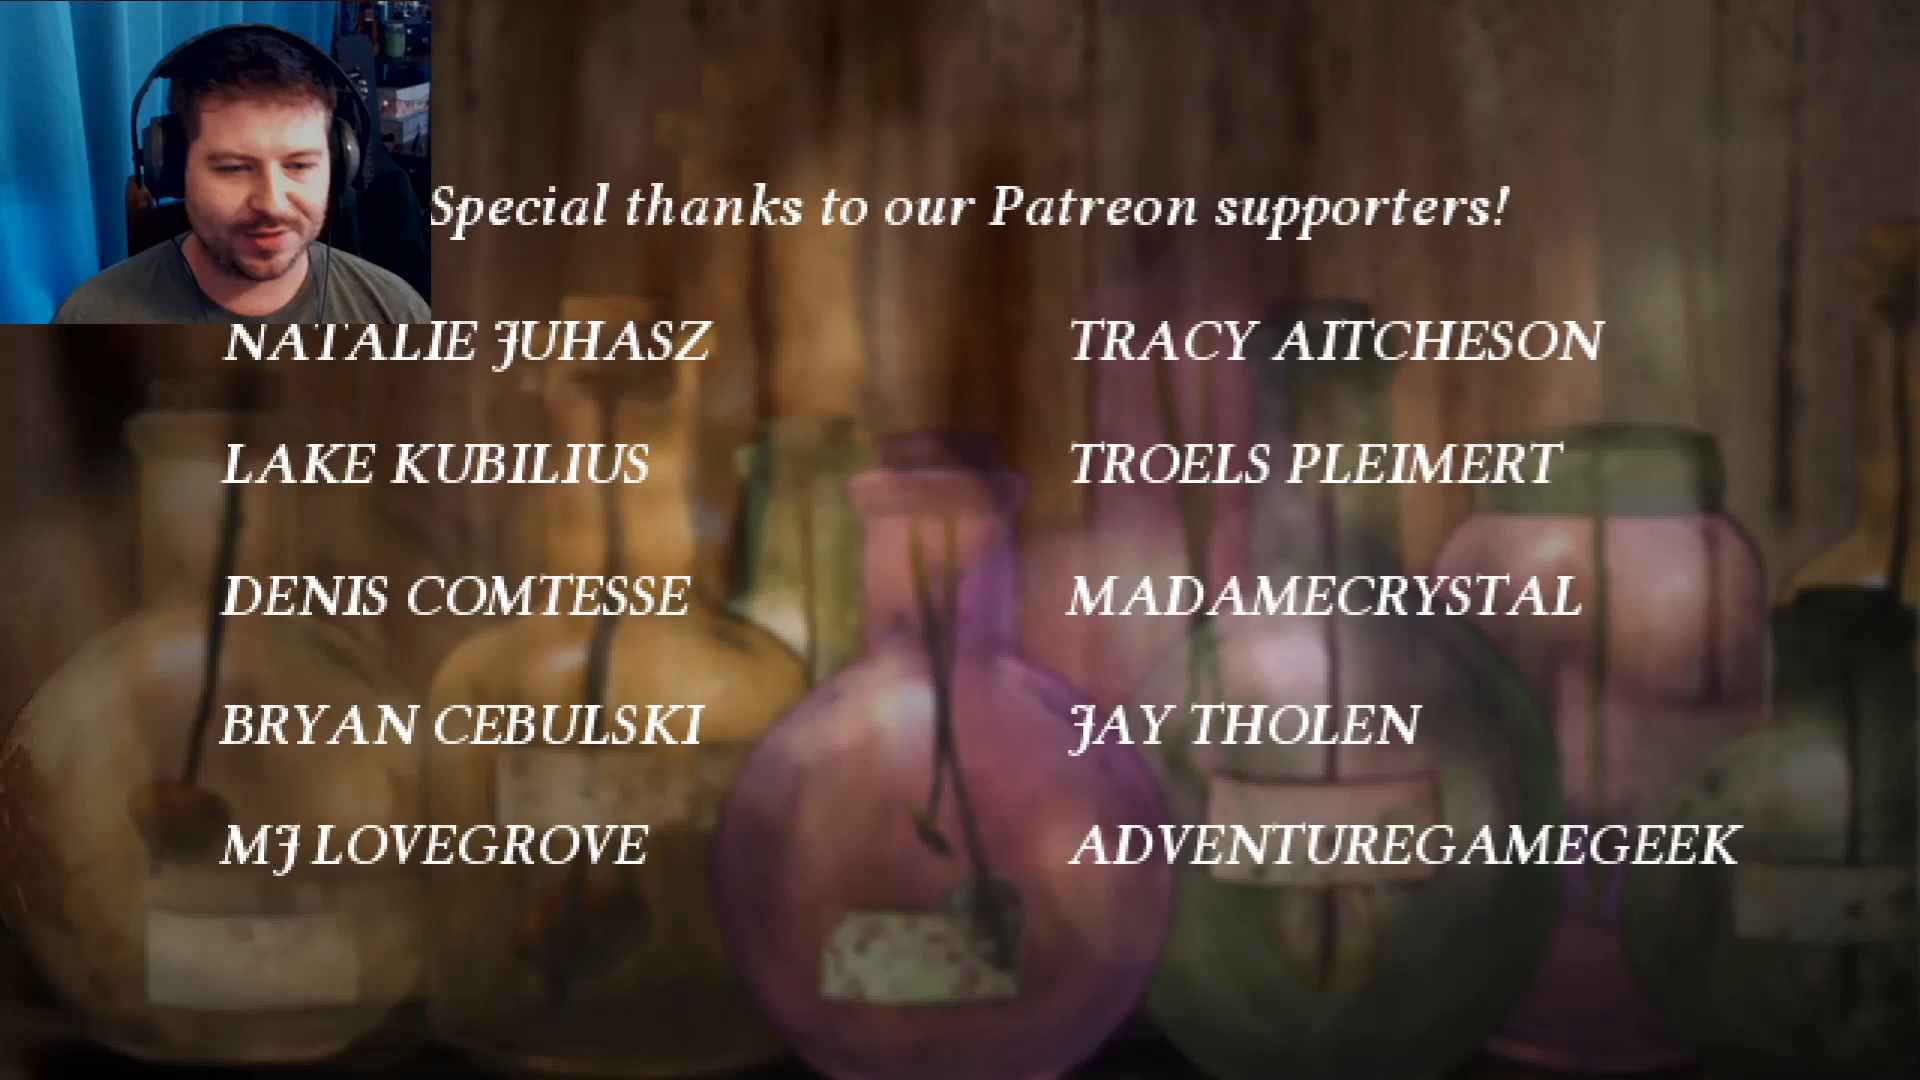 Special thanks to our Patreon supporters!
NATALIE JUHASZ
TRACY AITCHESON
LAKE KUBILIUS
TROELS PLEIMERT
DENIS COMTESSE
MADAMECRYSTAL
BRYAN CEBULSKI
JAY THOLEN
MJ LOVEGROVE
ADVENTUREGAMEGEEK